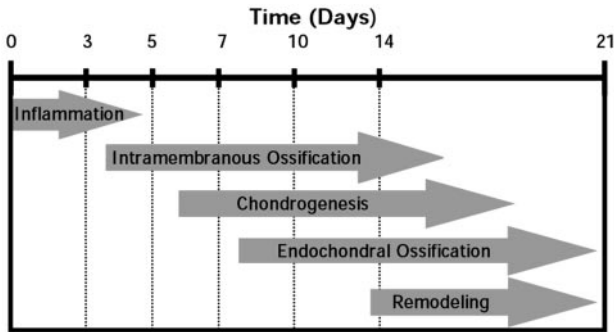 Time (Days)
0 3 5 7 10 14 21
Inflammation
Intramembranous Ossification
Chondrogenesis
Endochondral Ossification
Remodeling